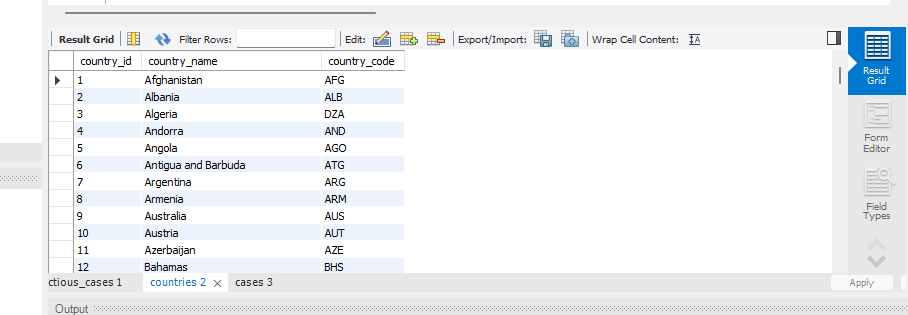 Result Grid Filter Rows: Edit: Export/Import: Wrap Cell Content:
country_id country_name country_code
1 Afghanistan AFG
2 Albania ALB
3 Algeria DZA
4 Andorra AND
5 Angola AGO
6 Antigua and Barbuda ATG
7 Argentina ARG
8 Armenia ARM
9 Australia AUS
10 Austria AUT
11 Azerbaijan AZE
12 Bahamas BHS
Result
Grid
Form
Editor
Field
Types
ctious_cases 1 countries 2 cases 3 Apply
Output